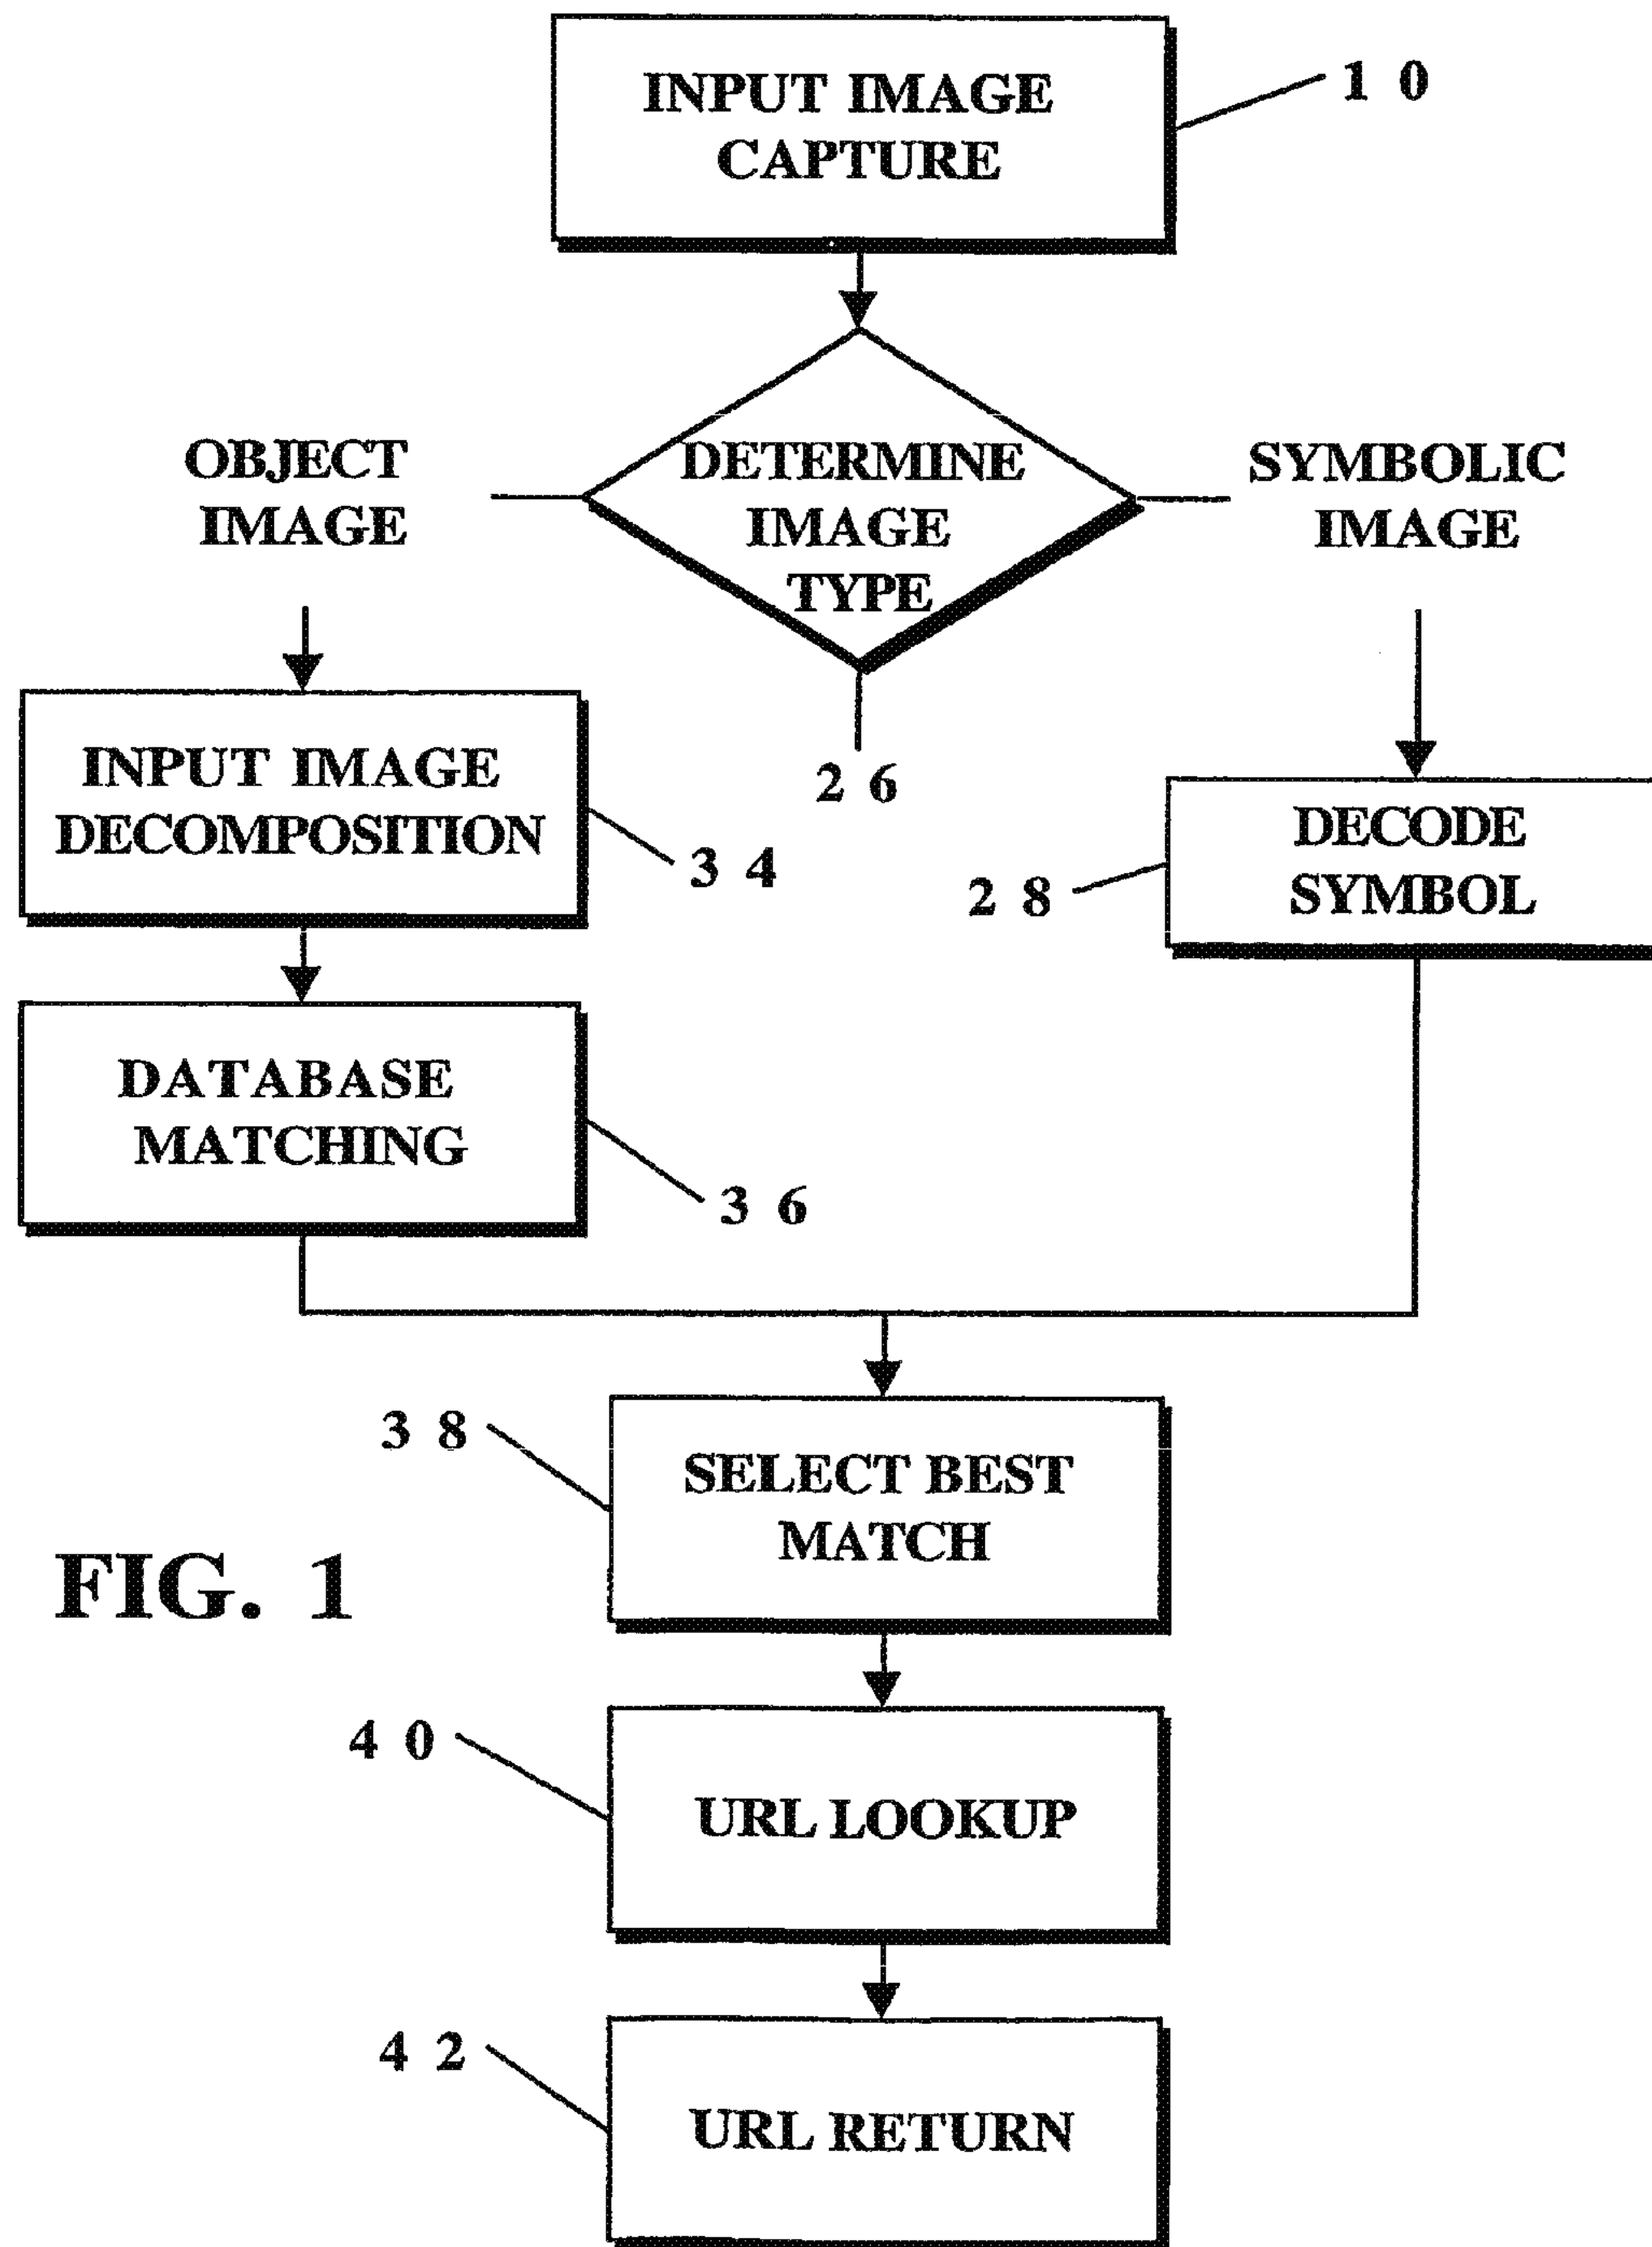 INPUT IMAGE
CAPTURE
1 0
OBJECT
IMAGE
DETERMINE
IMAGE
TYPE
SYMBOLIC
IMAGE
2 6
INPUT IMAGE
DECOMPOSITION
3 4
DECODE
SYMBOL
2 8
DATABASE
MATCHING
3 6
3 8
SELECT BEST
MATCH
FIG. 1
4 0
URL LOOKUP
4 2
URL RETURN